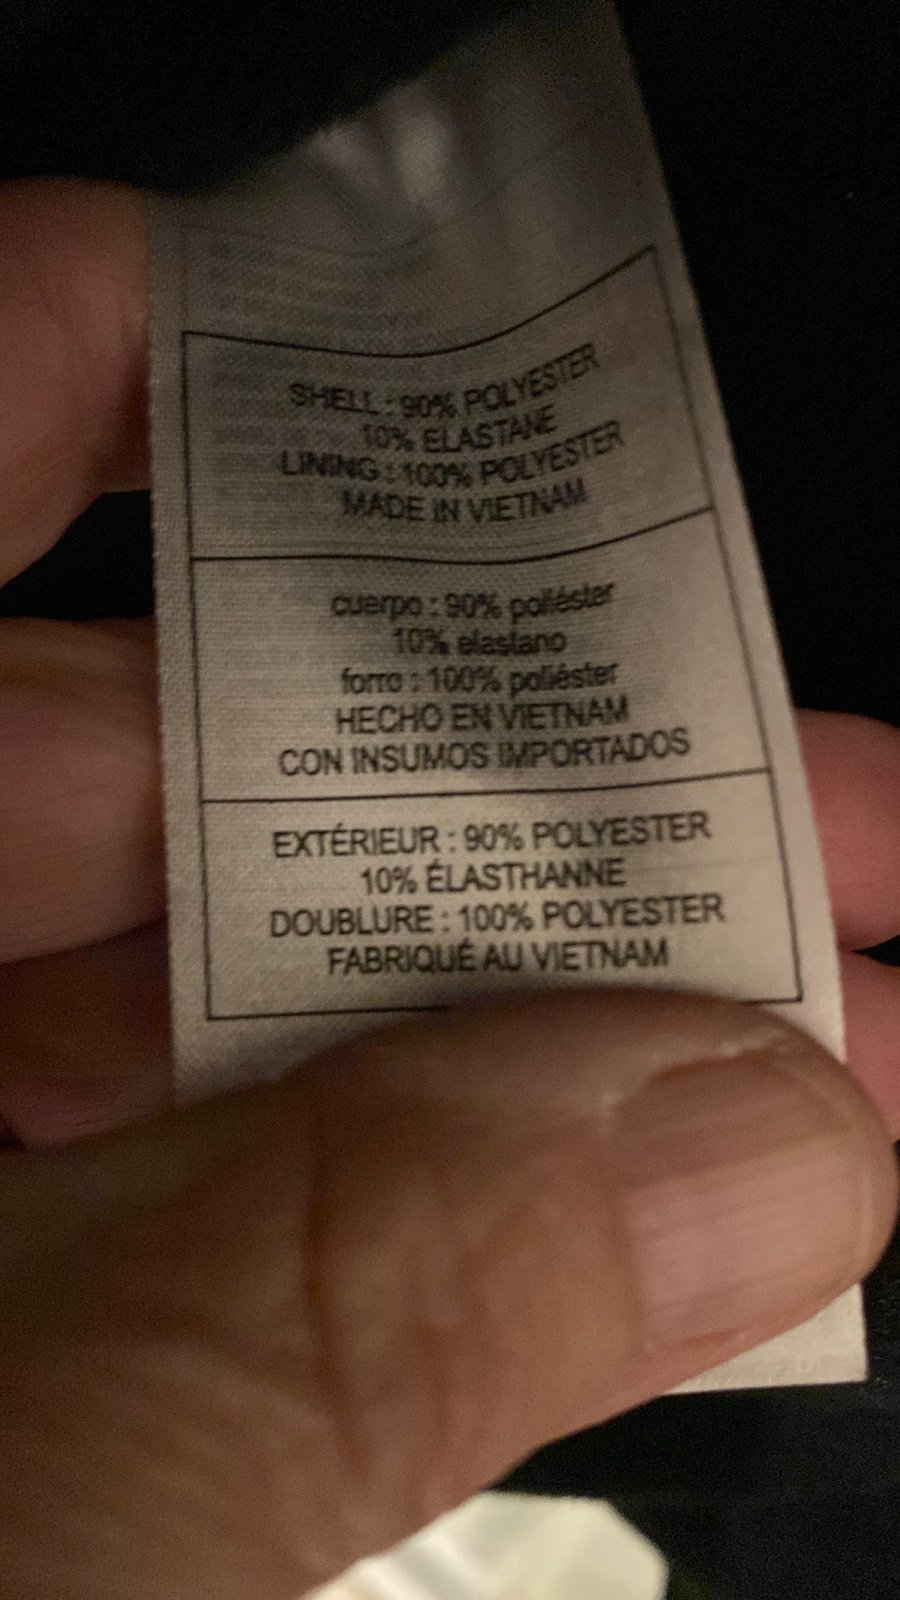 SHELL : 90% POLYESTER
10% ELASTANE
LINING : 100% POLYESTER
MADE IN VIETNAM
cuerpo : 90% poliéster
10% elastano
forro : 100% poliéster
HECHO EN VIETNAM
CON INSUMOS IMPORTADOS
EXTÉRIEUR : 90% POLYESTER
10% ÉLASTHANNE
DOUBLURE : 100% POLYESTER
FABRIQUÉ AU VIETNAM